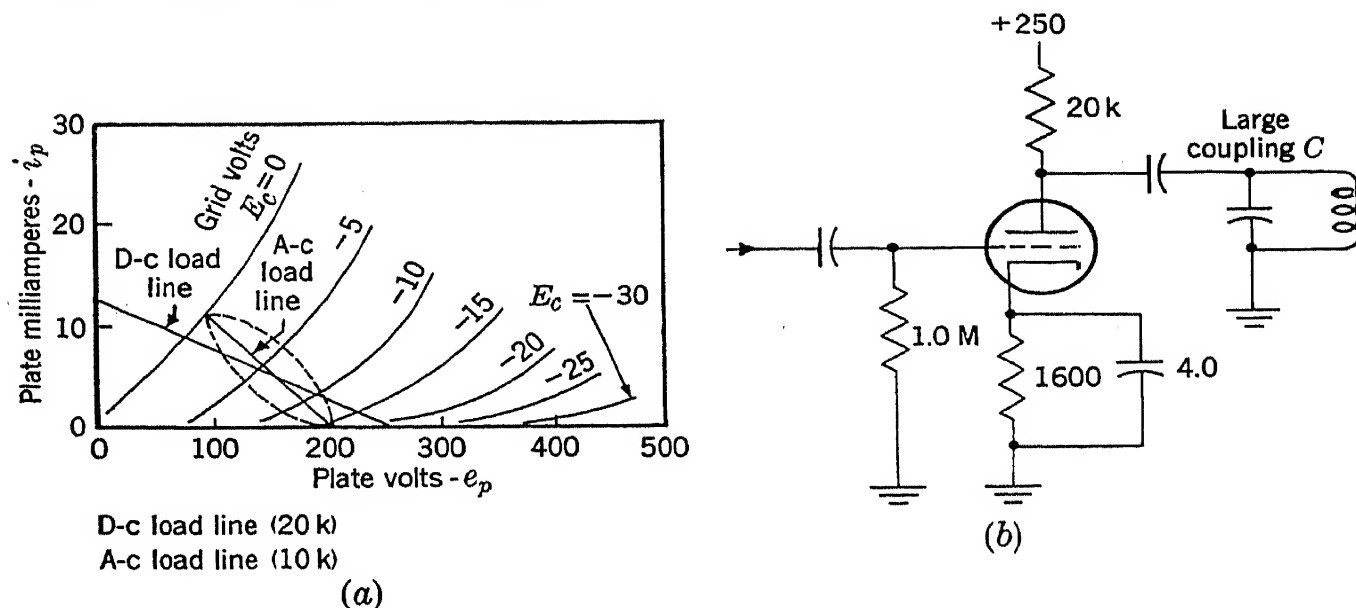 Plate milliamperes - i_p
30
20
10
0
Grid volts
E_c=0
-5
-10
-15
-20
-25
E_c=-30
D-c load
line
A-c
load
line
0
100
200
300
400
500
Plate volts - e_p
D-c load line (20 k)
A-c load line (10 k)
(a)
+250
20 k
Large
coupling C
1.0 M
1600
4.0
(b)